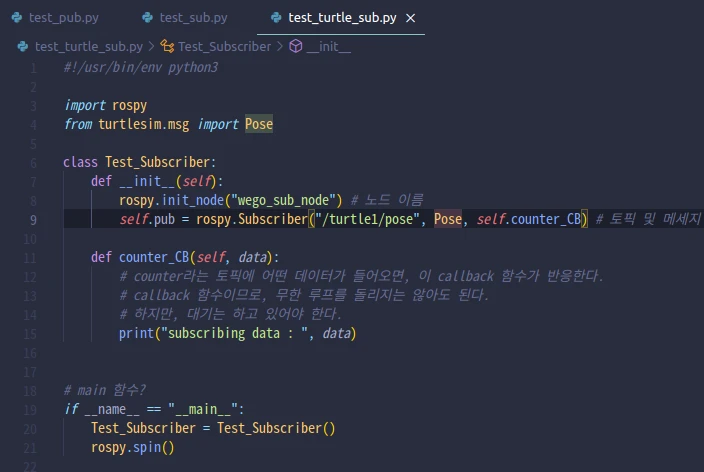 test_pub.py test_sub.py test_turtle_sub.py ×
test_turtle_sub.py > Test_Subscriber > __init__
1 #!/usr/bin/env python3
2
3 import rospy
4 from turtlesim.msg import Pose
5
6 class Test_Subscriber:
7 def __init__(self):
8 rospy.init_node("wego_sub_node") # 노드 이름
9 self.pub = rospy.Subscriber("/turtle1/pose", Pose, self.counter_CB) # 토픽 및 메세지
10
11 def counter_CB(self, data):
12 # counter라는 토픽에 어떤 데이터가 들어오면, 이 callback 함수가 반응한다.
13 # callback 함수이므로, 무한 루프를 돌리지는 않아도 된다.
14 # 하지만, 대기는 하고 있어야 한다.
15 print("subscribing data : ", data)
16
17
18 # main 함수?
19 if __name__ == "__main__":
20 Test_Subscriber = Test_Subscriber()
21 rospy.spin()
22